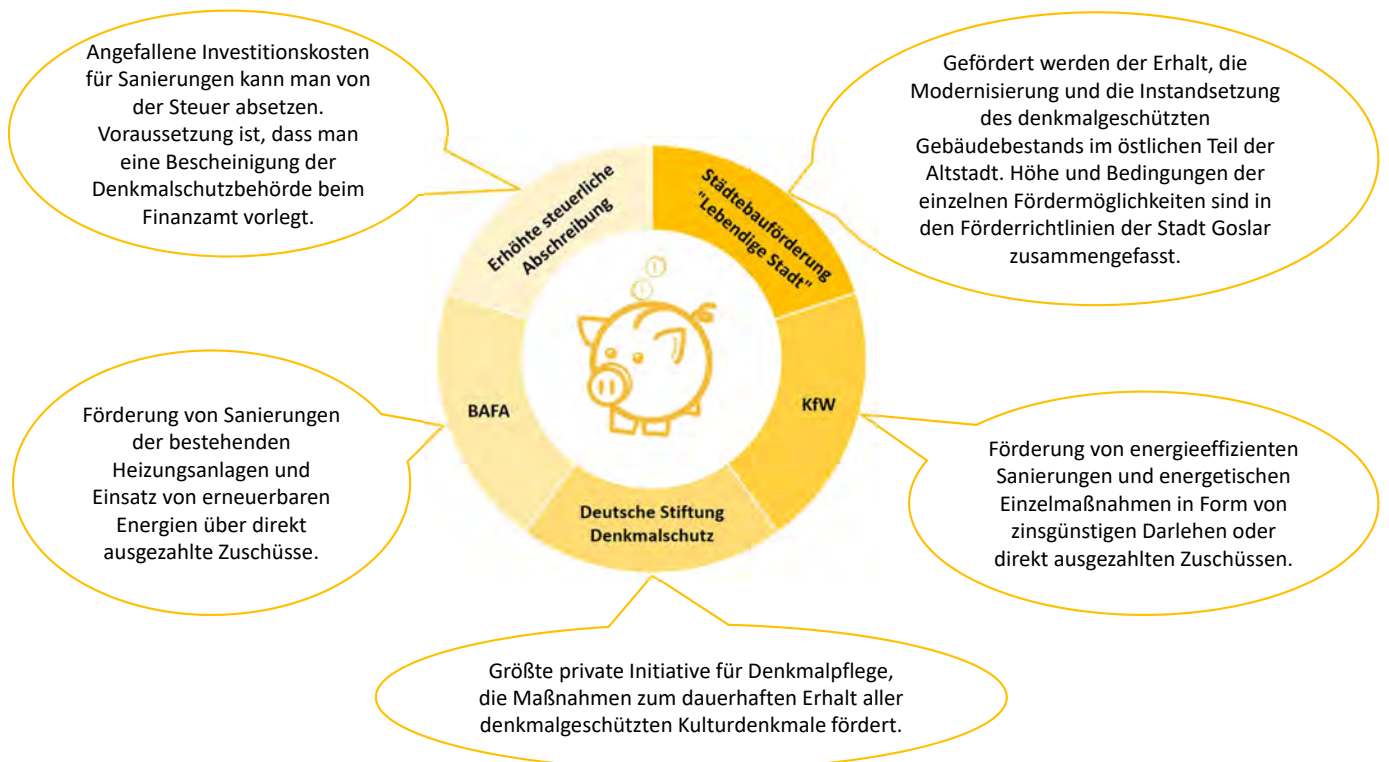 Angefallene Investitionskosten
für Sanierungen kann man von
der Steuer absetzen.
Voraussetzung ist, dass man
eine Bescheinigung der
Denkmalschutzbehörde beim
Finanzamt vorlegt.
Gefördert werden der Erhalt, die
Modernisierung und die Instandsetzung
des denkmalgeschützten
Gebäudebestands im östlichen Teil der
Altstadt. Höhe und Bedingungen der
einzelnen Fördermöglichkeiten sind in
den Förderrichtlinien der Stadt Goslar
zusammengefasst.
Erhöhte steuerliche
Abschreibung
Städtebauförderung
"Lebendige Stadt"
BAFA
KfW
Deutsche Stiftung
Denkmalschutz
Förderung von Sanierungen
der bestehenden
Heizungsanlagen und
Einsatz von erneuerbaren
Energien über direkt
ausgezahlte Zuschüsse.
Förderung von energieeffizienten
Sanierungen und energetischen
Einzelmaßnahmen in Form von
zinsgünstigen Darlehen oder
direkt ausgezahlten Zuschüssen.
Größte private Initiative für Denkmalpflege,
die Maßnahmen zum dauerhaften Erhalt aller
denkmalgeschützten Kulturdenkmale fördert.